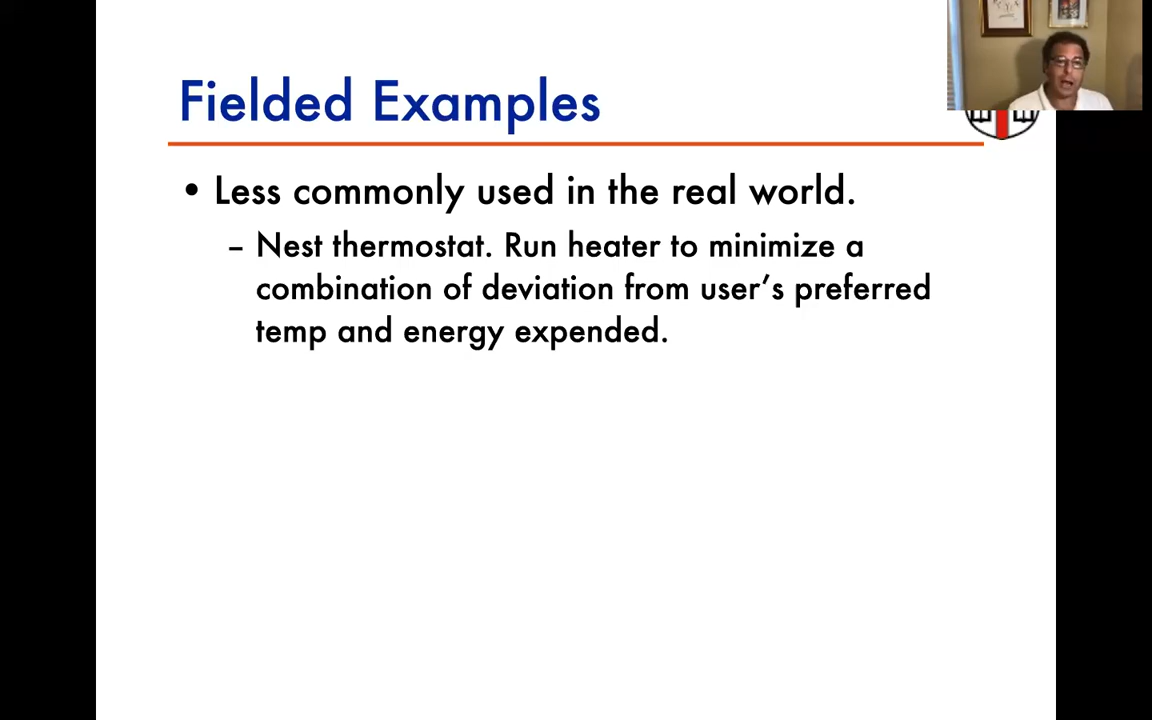 Fielded Examples
• Less commonly used in the real world.
– Nest thermostat. Run heater to minimize a
combination of deviation from user’s preferred
temp and energy expended.